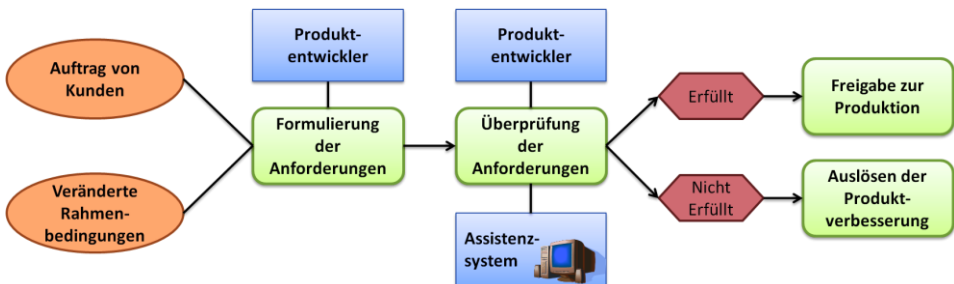 Auftrag von
Kunden
Veränderte
Rahmen-
bedingungen
Produkt-
entwickler
Formulierung
der
Anforderungen
Produkt-
entwickler
Überprüfung
der
Anforderungen
Assistenz-
system
Erfüllt
Freigabe zur
Produktion
Nicht
Erfüllt
Auslösen der
Produkt-
verbesserung